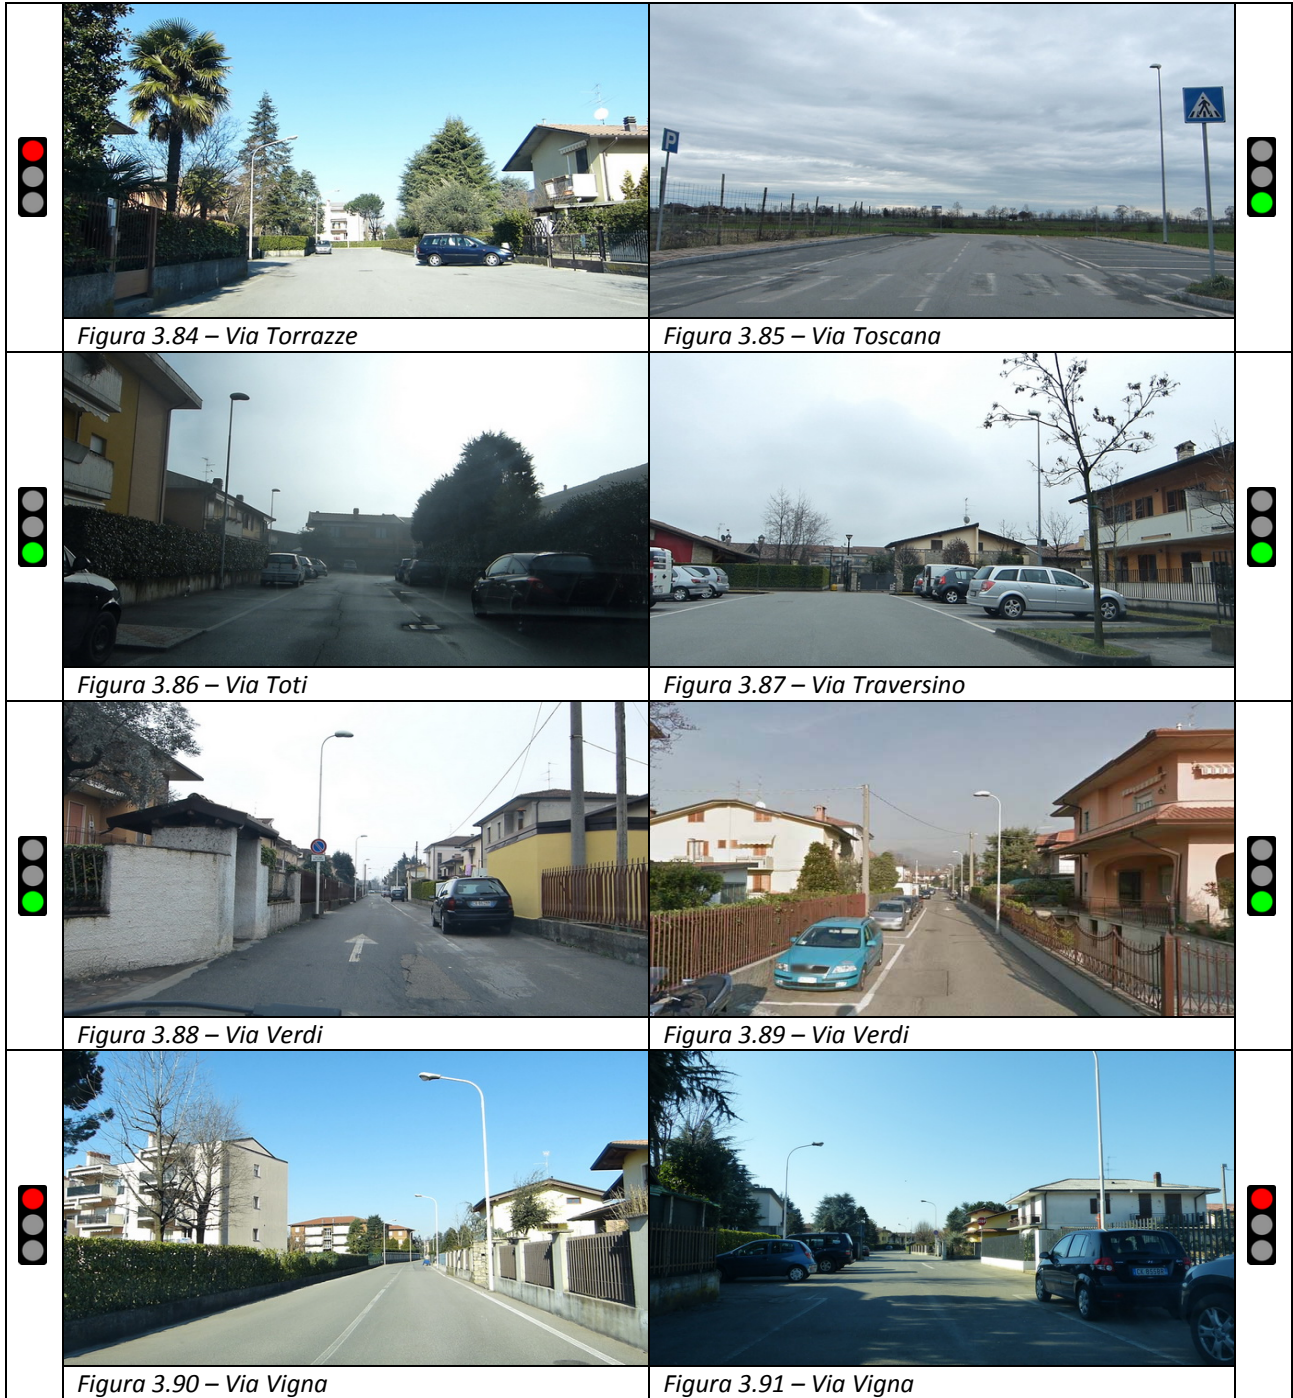 P
Figura 3.84 – Via Torrazze
Figura 3.85 – Via Toscana
Figura 3.86 – Via Toti
Figura 3.87 – Via Traversino
Figura 3.88 – Via Verdi
Figura 3.89 – Via Verdi
Figura 3.90 – Via Vigna
Figura 3.91 – Via Vigna